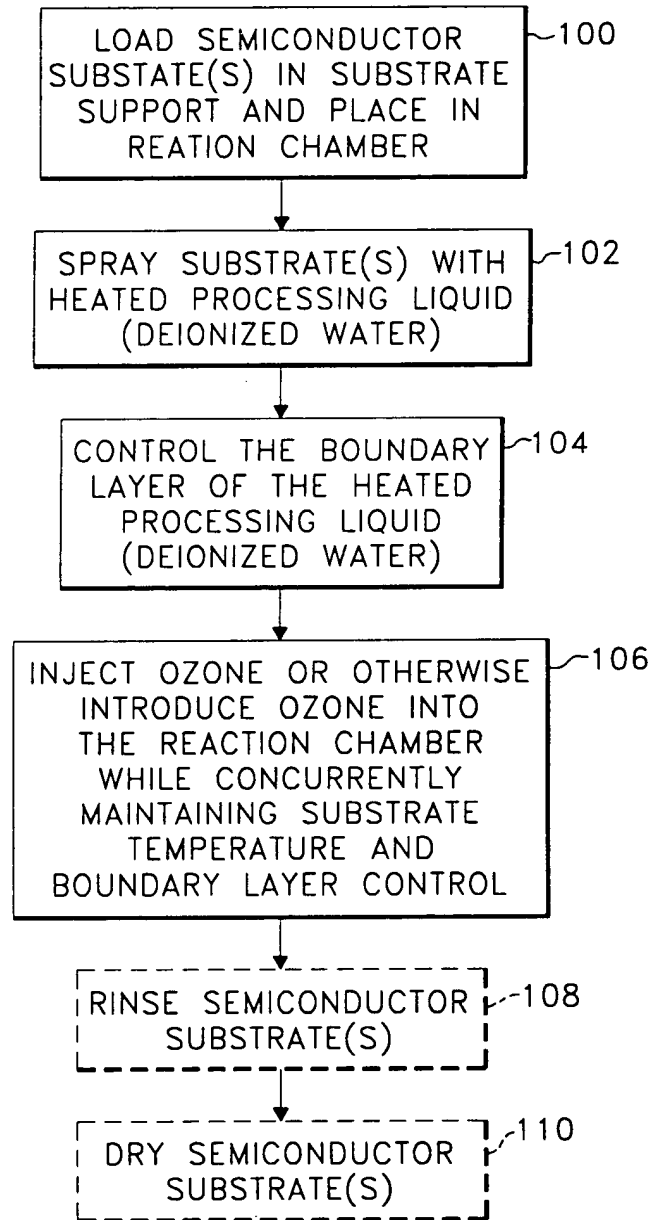 LOAD SEMICONDUCTOR
SUBSTATE(S) IN SUBSTRATE
SUPPORT AND PLACE IN
REATION CHAMBER
100
SPRAY SUBSTRATE(S) WITH
HEATED PROCESSING LIQUID
(DEIONIZED WATER)
102
CONTROL THE BOUNDARY
LAYER OF THE HEATED
PROCESSING LIQUID
(DEIONIZED WATER)
104
INJECT OZONE OR OTHERWISE
INTRODUCE OZONE INTO
THE REACTION CHAMBER
WHILE CONCURRENTLY
MAINTAINING SUBSTRATE
TEMPERATURE AND
BOUNDARY LAYER CONTROL
106
RINSE SEMICONDUCTOR
SUBSTRATE(S)
108
DRY SEMICONDUCTOR
SUBSTRATE(S)
110